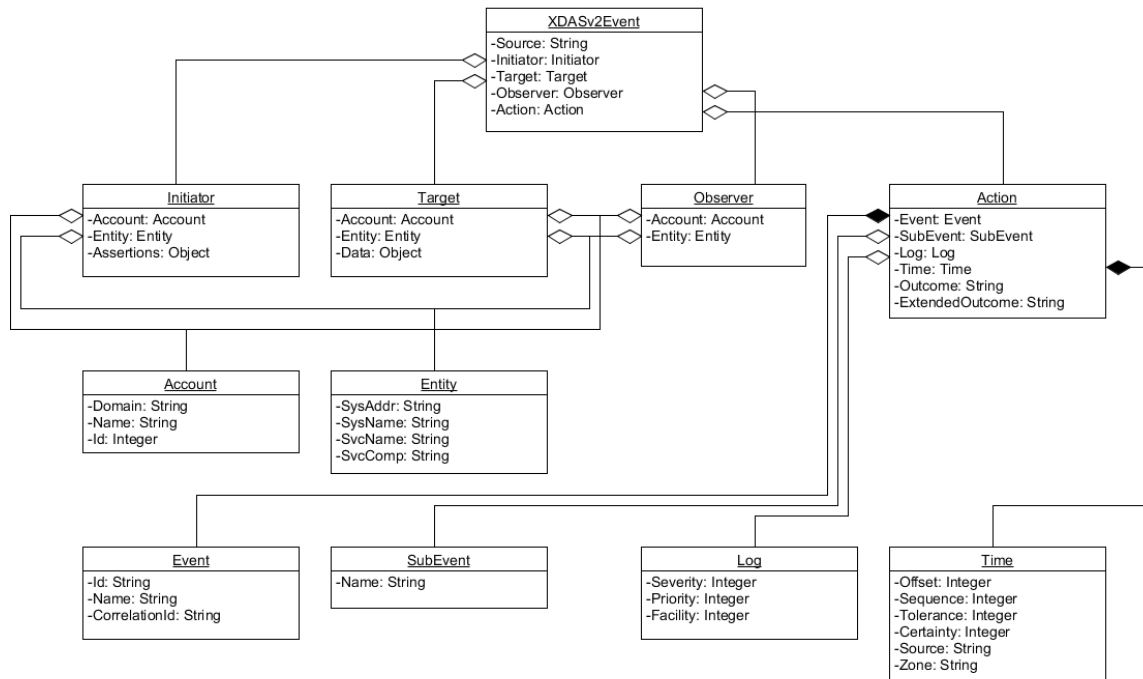 XDASv2Event
-Source: String
-Initiator: Initiator
-Target: Target
-Observer: Observer
-Action: Action
Initiator
-Account: Account
-Entity: Entity
-Assertions: Object
Target
-Account: Account
-Entity: Entity
-Data: Object
Observer
-Account: Account
-Entity: Entity
Action
-Event: Event
-SubEvent: SubEvent
-Log: Log
-Time: Time
-Outcome: String
-ExtendedOutcome: String
Account
-Domain: String
-Name: String
-Id: Integer
Entity
-SysAddr: String
-SysName: String
-SvcName: String
-SvcComp: String
Event
-Id: String
-Name: String
-CorrelationId: String
SubEvent
-Name: String
Log
-Severity: Integer
-Priority: Integer
-Facility: Integer
Time
-Offset: Integer
-Sequence: Integer
-Tolerance: Integer
-Certainty: Integer
-Source: String
-Zone: String